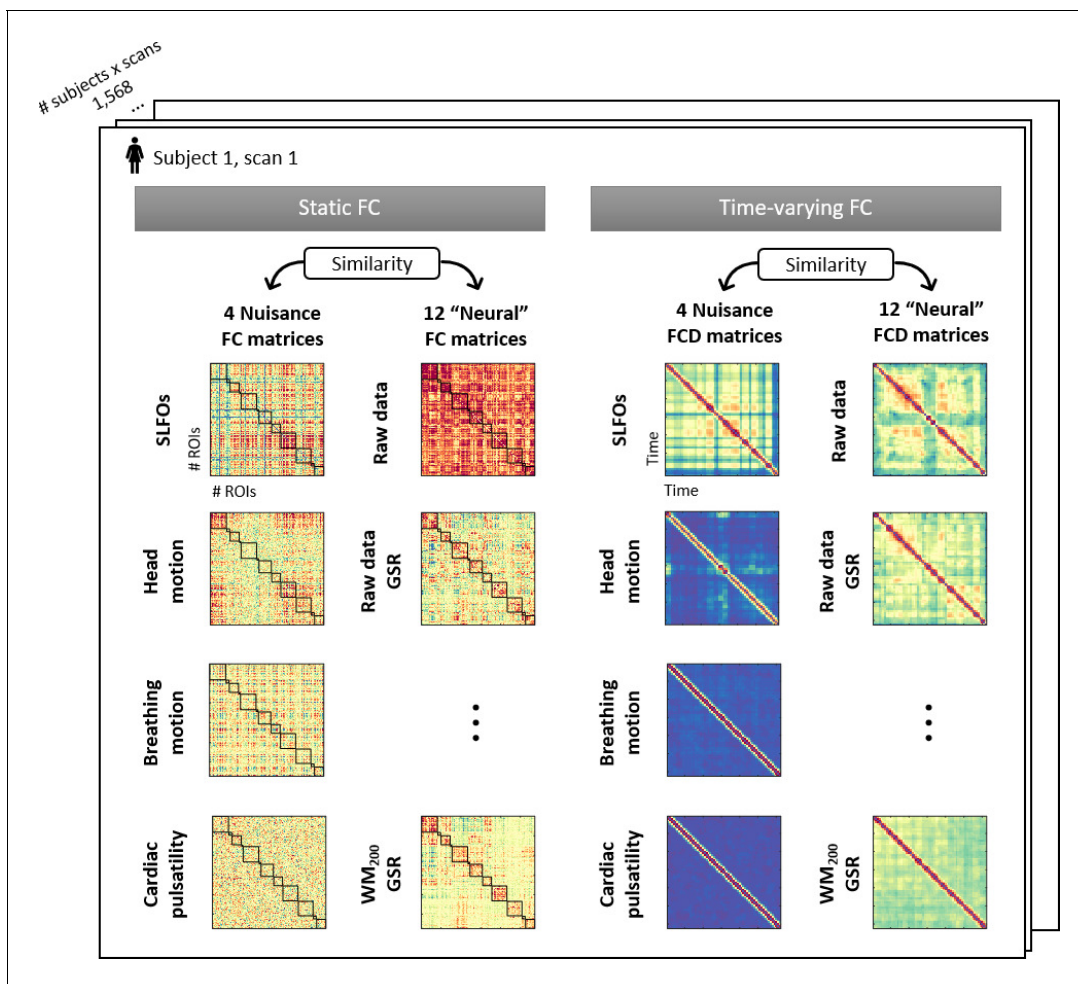 # subjects x scans
1,568
...
Subject 1, scan 1
Static FC
Similarity
4 Nuisance
FC matrices
12 “Neural”
FC matrices
SLFOs
# ROIs
# ROIs
Raw data
Head
motion
Raw data
GSR
Breathing
motion
Cardiac
pulsatility
WM200
GSR
Time-varying FC
Similarity
4 Nuisance
FCD matrices
12 “Neural”
FCD matrices
SLFOs
Time
Time
Raw data
Head
motion
Raw data
GSR
Breathing
motion
Cardiac
pulsatility
WM200
GSR